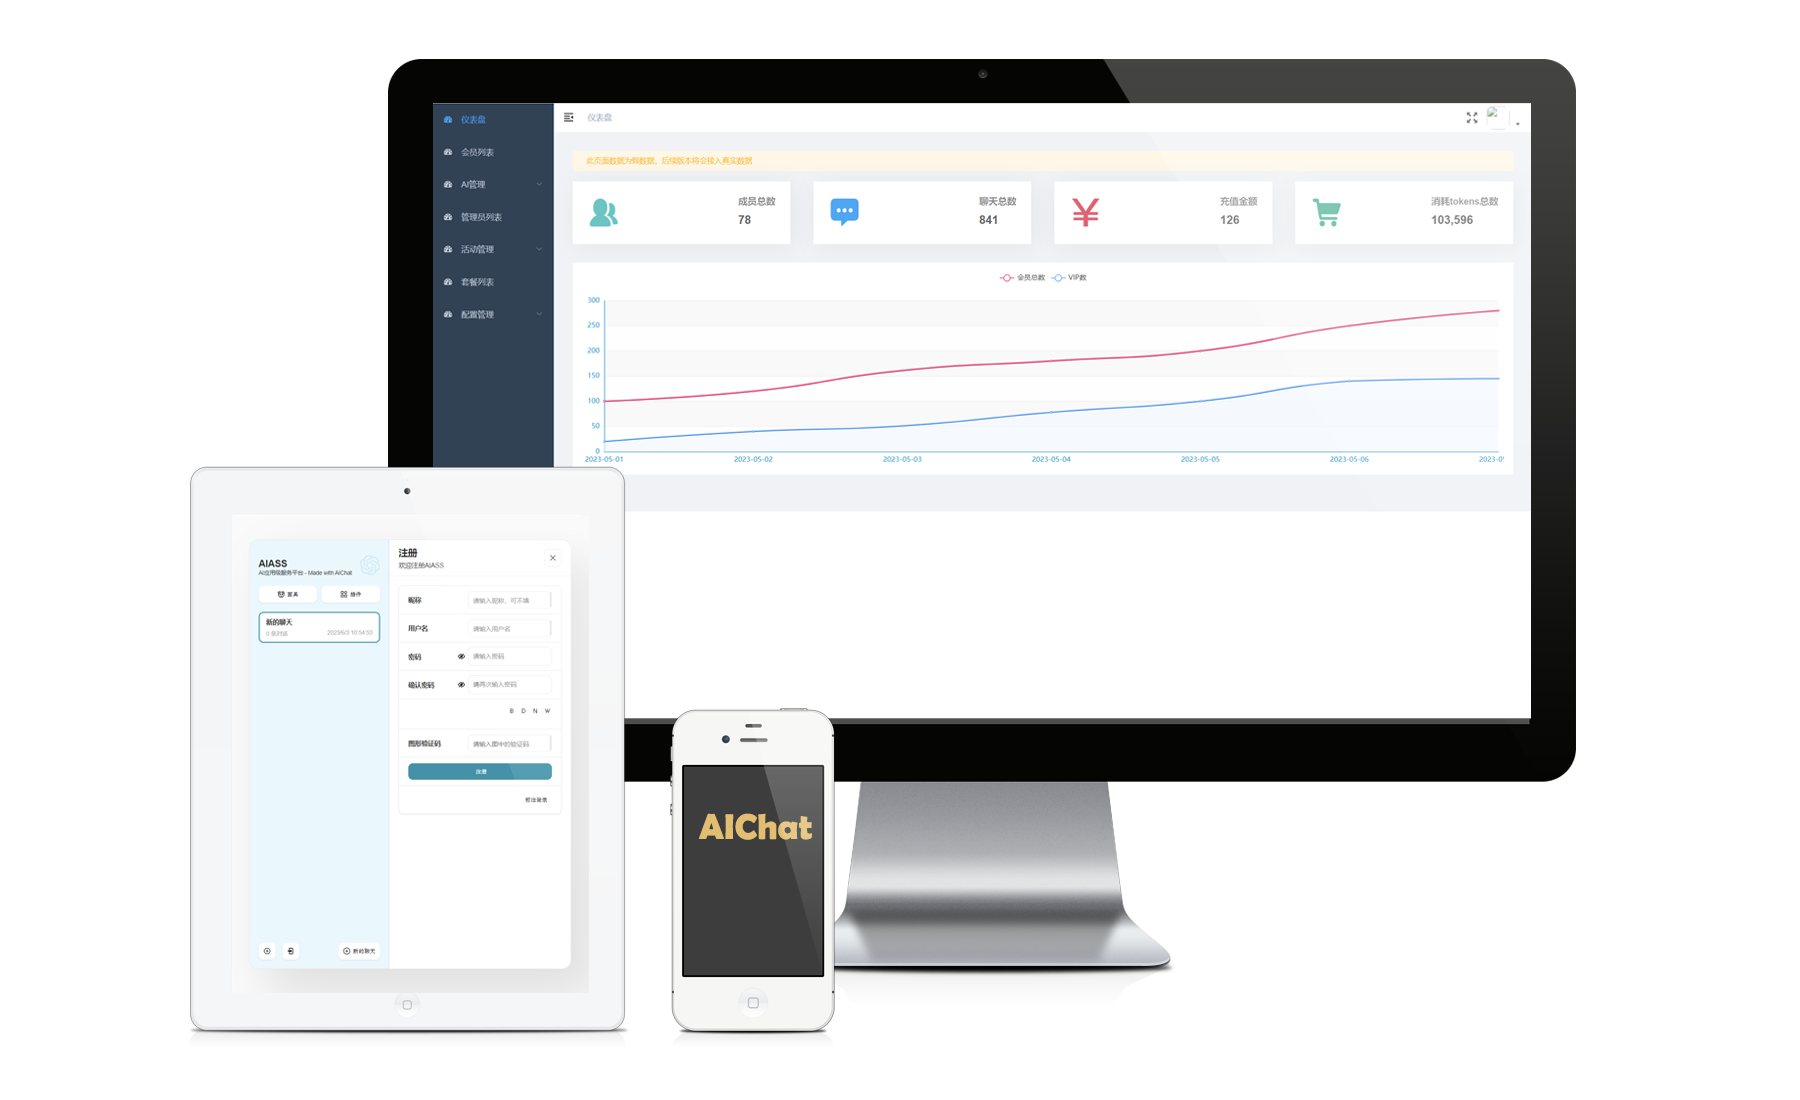 仪表盘
会员列表
AI管理
管理员列表
活动管理
套餐列表
配置管理
仪表盘
此页面数据为假数据，后续版本将会接入真实数据
成员总数
78
聊天总数
841
充值金额
126
消耗tokens总数
103,596
会员总数 VIP数
300
250
200
150
100
50
0
2023-05-01 2023-05-02 2023-05-03 2023-05-04 2023-05-05 2023-05-06 2023-0
AIASS
AI应用级服务平台 - Made with AIChat
面具 插件
新的聊天
0 条对话 2023/6/5 10:54:53
新的聊天
注册
欢迎注册AIASS
昵称 请输入昵称，可不填
用户名 请输入用户名
密码 请输入密码
确认密码 请再次输入密码
B D N W
图形验证码 请输入图中的验证码
注册
前往登录
AIChat